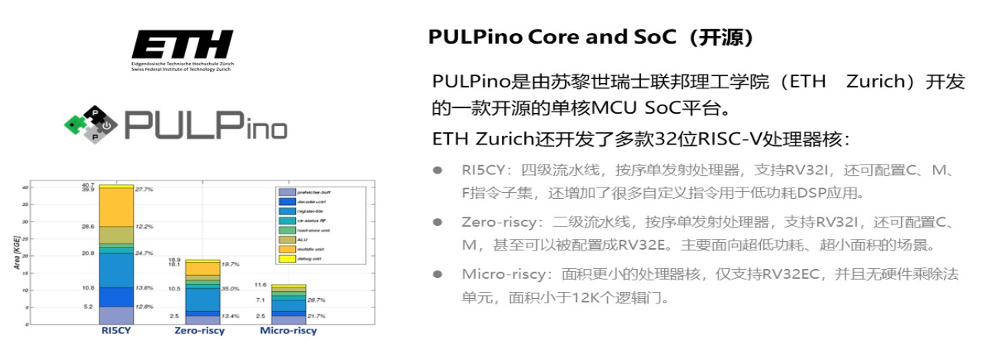 ETH
Eidgenössische Technische Hochschule Zürich
Swiss Federal Institute of Technology Zurich
P
P
PULPino
Area [KGE]
40
35
30
25
20
15
10
5
0
40.7
39.9
28.6
20.8
10.8
5.2
27.7%
12.2%
24.7%
13.6%
12.8%
18.9
18.1
10.5
2.5
19.7%
35.0%
13.4%
11.6
7.1
2.5
28.7%
21.7%
prefetcher-buff
decoder+ctrl
register-file
ctr-status RF
load-store unit
ALU
multdiv unit
debug unit
RI5CY Zero-riscy Micro-riscy
PULPino Core and SoC（开源）
PULPino是由苏黎世瑞士联邦理工学院（ETH Zurich）开发
的一款开源的单核MCU SoC平台。
ETH Zurich还开发了多款32位RISC-V处理器核：
● RI5CY：四级流水线，按序单发射处理器，支持RV32I，还可配置C、M、
F指令子集，还增加了很多自定义指令用于低功耗DSP应用。
● Zero-riscy：二级流水线，按序单发射处理器，支持RV32I，还可配置C、
M，甚至可以被配置成RV32E。主要面向超低功耗、超小面积的场景。
● Micro-riscy：面积更小的处理器核，仅支持RV32EC，并且无硬件乘除法
单元，面积小于12K个逻辑门。